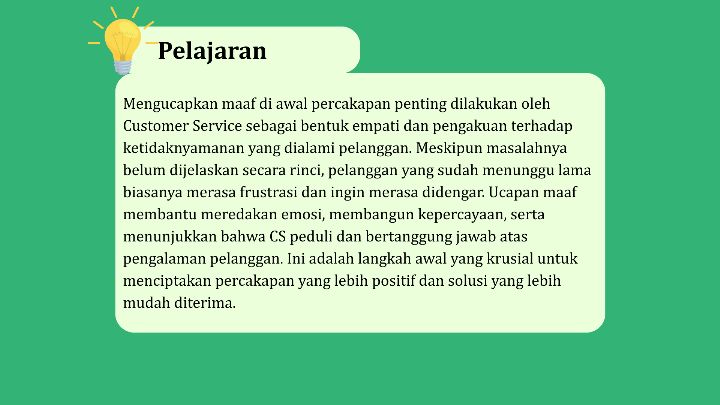 Pelajaran
Mengucapkan maaf di awal percakapan penting dilakukan oleh
Customer Service sebagai bentuk empati dan pengakuan terhadap
ketidaknyamanan yang dialami pelanggan. Meskipun masalahnya
belum dijelaskan secara rinci, pelanggan yang sudah menunggu lama
biasanya merasa frustrasi dan ingin merasa didengar. Ucapan maaf
membantu meredakan emosi, membangun kepercayaan, serta
menunjukkan bahwa CS peduli dan bertanggung jawab atas
pengalaman pelanggan. Ini adalah langkah awal yang krusial untuk
menciptakan percakapan yang lebih positif dan solusi yang lebih
mudah diterima.